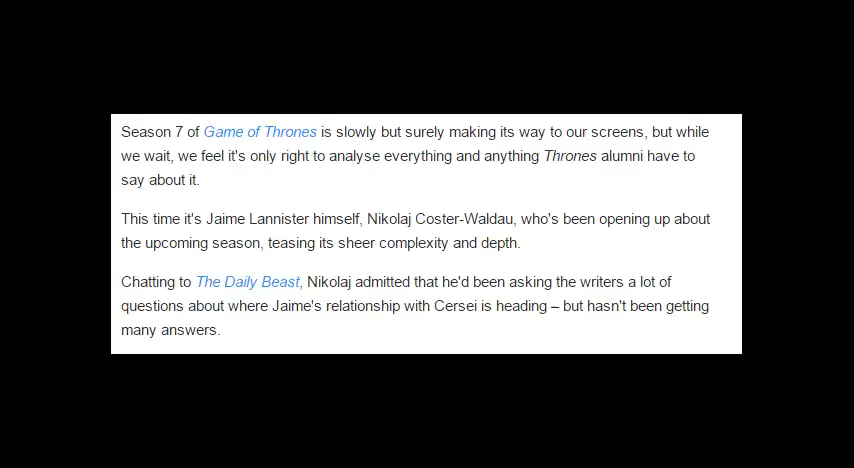 Season 7 of Game of Thrones is slowly but surely making its way to our screens, but while
we wait, we feel it's only right to analyse everything and anything Thrones alumni have to
say about it.
This time it's Jaime Lannister himself, Nikolaj Coster-Waldau, who's been opening up about
the upcoming season, teasing its sheer complexity and depth.
Chatting to The Daily Beast, Nikolaj admitted that he'd been asking the writers a lot of
questions about where Jaime's relationship with Cersei is heading – but hasn't been getting
many answers.